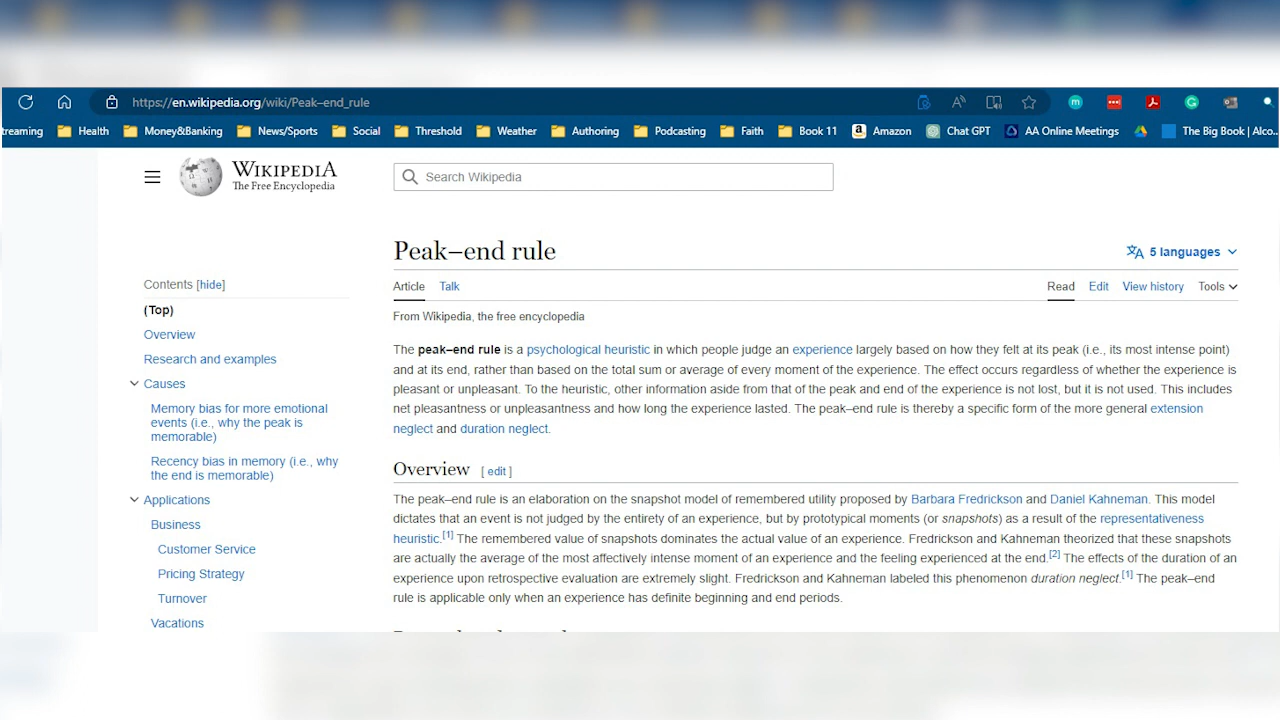 https://en.wikipedia.org/wiki/Peak–end_rule
treaming Health Money&Banking News/Sports Social Threshold Weather Authoring Podcasting Faith Book 11 Amazon Chat GPT AA Online Meetings The Big Book | Alco...
WIKIPEDIA
The Free Encyclopedia
Search Wikipedia
Peak–end rule
5 languages
Contents [hide]
(Top)
Overview
Research and examples
Causes
Memory bias for more emotional
events (i.e., why the peak is
memorable)
Recency bias in memory (i.e., why
the end is memorable)
Applications
Business
Customer Service
Pricing Strategy
Turnover
Vacations
Article Talk Read Edit View history Tools
From Wikipedia, the free encyclopedia
The peak–end rule is a psychological heuristic in which people judge an experience largely based on how they felt at its peak (i.e., its most intense point)
and at its end, rather than based on the total sum or average of every moment of the experience. The effect occurs regardless of whether the experience is
pleasant or unpleasant. To the heuristic, other information aside from that of the peak and end of the experience is not lost, but it is not used. This includes
net pleasantness or unpleasantness and how long the experience lasted. The peak–end rule is thereby a specific form of the more general extension
neglect and duration neglect.
Overview [ edit ]
The peak–end rule is an elaboration on the snapshot model of remembered utility proposed by Barbara Fredrickson and Daniel Kahneman. This model
dictates that an event is not judged by the entirety of an experience, but by prototypical moments (or snapshots) as a result of the representativeness
heuristic.[1] The remembered value of snapshots dominates the actual value of an experience. Fredrickson and Kahneman theorized that these snapshots
are actually the average of the most affectively intense moment of an experience and the feeling experienced at the end.[2] The effects of the duration of an
experience upon retrospective evaluation are extremely slight. Fredrickson and Kahneman labeled this phenomenon duration neglect.[1] The peak–end
rule is applicable only when an experience has definite beginning and end periods.